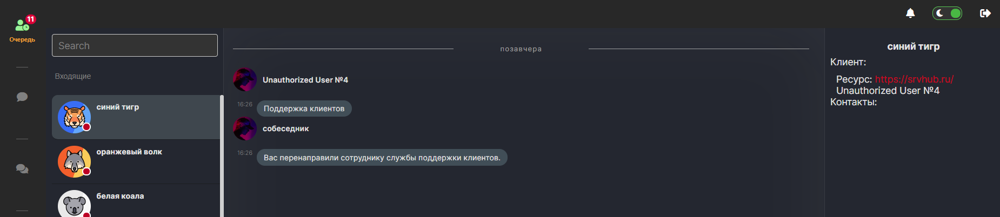 11
Очередь
Search
Входящие
синий тигр
оранжевый волк
белая коала
позавчера
Unauthorized User №4
16:26
Поддержка клиентов
собеседник
16:26
Вас перенаправили сотруднику службы поддержки клиентов.
синий тигр
Клиент:
Ресурс: https://srvhub.ru/
Unauthorized User №4
Контакты: